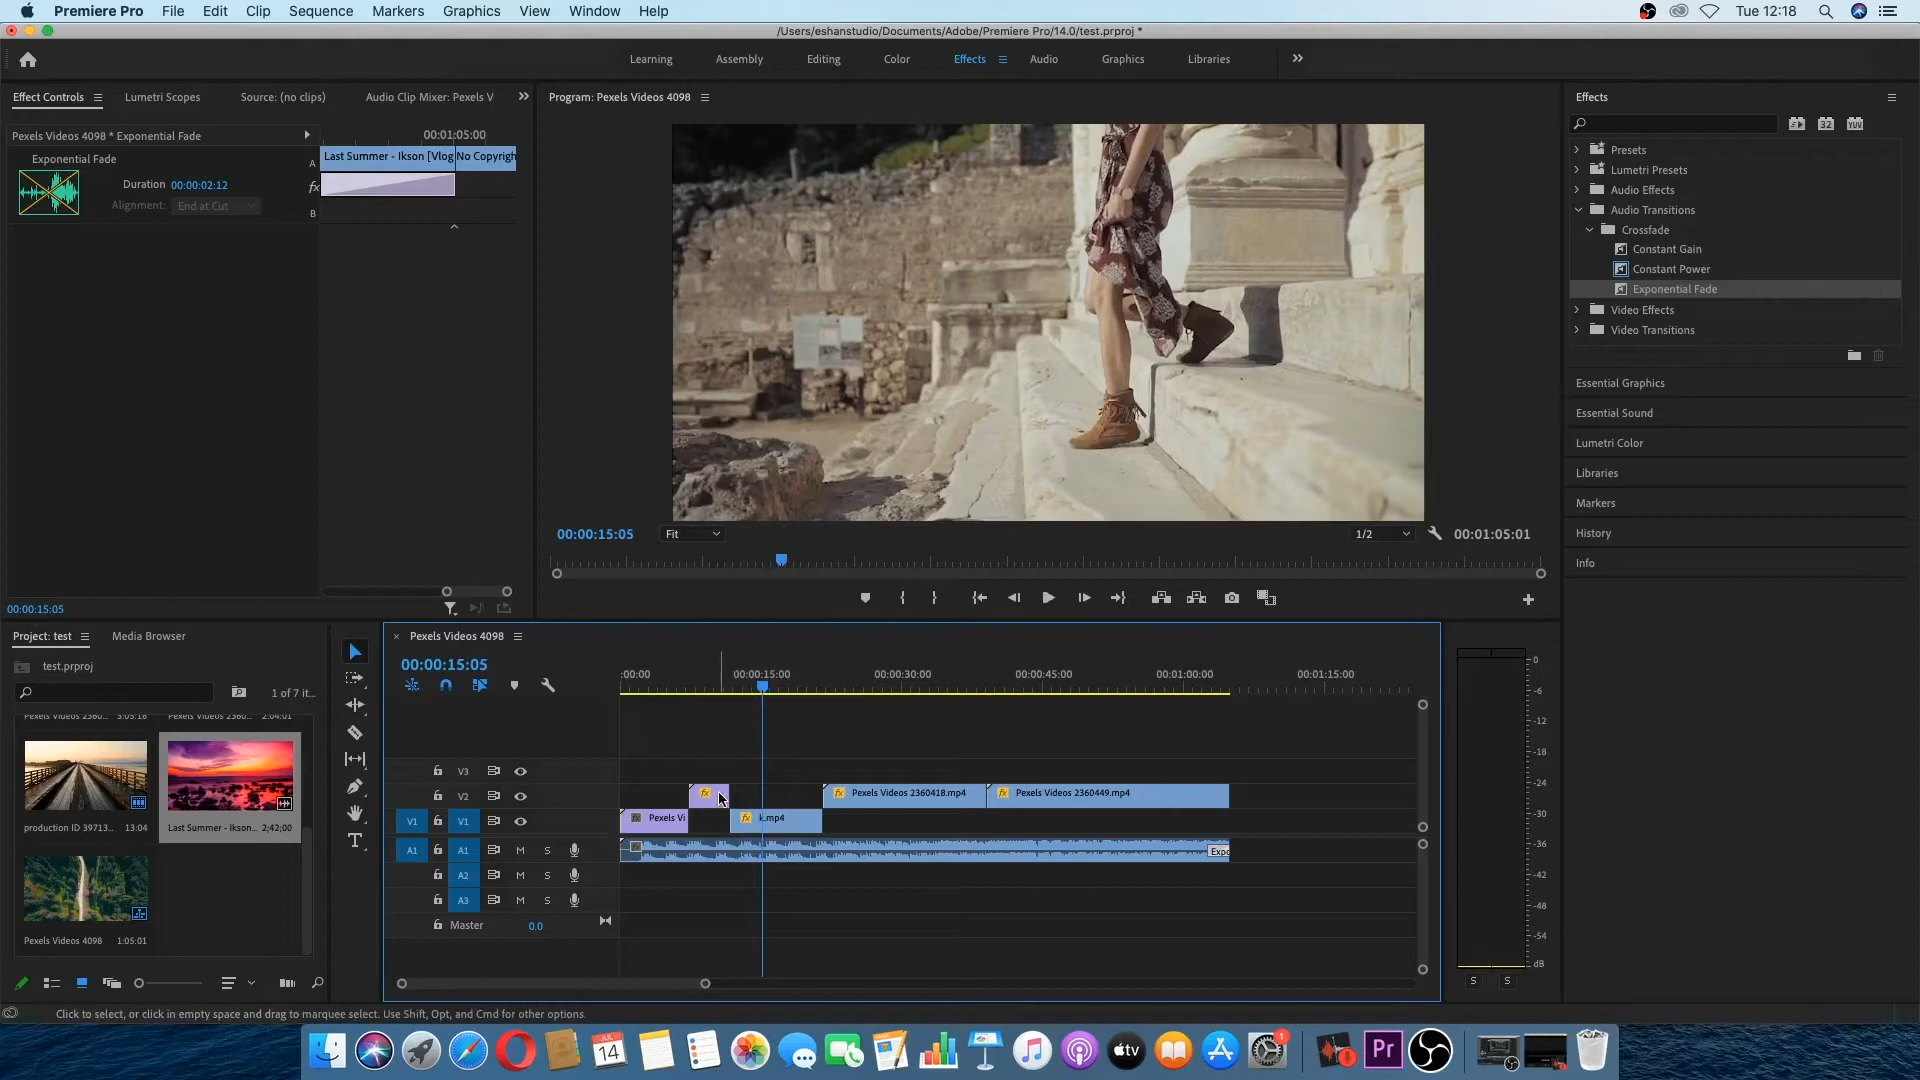 Premiere Pro File Edit Clip Sequence Markers Graphics View Window Help Tue 12:18
/Users/eshanstudio/Documents/Adobe/Premiere Pro/14.0/test.prproj *
Learning Assembly Editing Color Effects Audio Graphics Libraries
Effect Controls Lumetri Scopes Source: (no clips) Audio Clip Mixer: Pexels V
Program: Pexels Videos 4098
Effects
Pexels Videos 4098 * Exponential Fade
00:01:05:00
Exponential Fade
Duration 00:00:02:12
Alignment: End at Cut
A
Last Summer - Ikson [Vlog No Copyrigh
fx
B
32
YUV
Presets
Lumetri Presets
Audio Effects
Audio Transitions
Crossfade
Constant Gain
Constant Power
Exponential Fade
Video Effects
Video Transitions
Essential Graphics
Essential Sound
Lumetri Color
Libraries
Markers
History
Info
00:00:15:05 Fit 1/2 00:01:05:01
00:00:15:05
Project: test Media Browser
test.prproj
1 of 7 it...
Pexels Videos 2360... 3:05:18
Pexels Videos 2360... 2:04:01
production ID 39713... 13:04
Last Summer - Ikson... 2;42;00
Pexels Videos 4098 1:05:01
Pexels Videos 4098
00:00:15:05
:00:00 00:00:15:00 00:00:30:00 00:00:45:00 00:01:00:00 00:01:15:00
V3
V2
fx
fx Pexels Videos 2360418.mp4
fx Pexels Videos 2360449.mp4
V1 V1
Pexels Vi
fx k.mp4
A1 A1 M S
Expo
A2 M S
A3 M S
Master 0.0
0
-6
-12
-18
-24
-30
-36
-42
-48
-54
dB
S S
Click to select, or click in empty space and drag to marquee select. Use Shift, Opt, and Cmd for other options.
JUL
14
tv
1
Pr